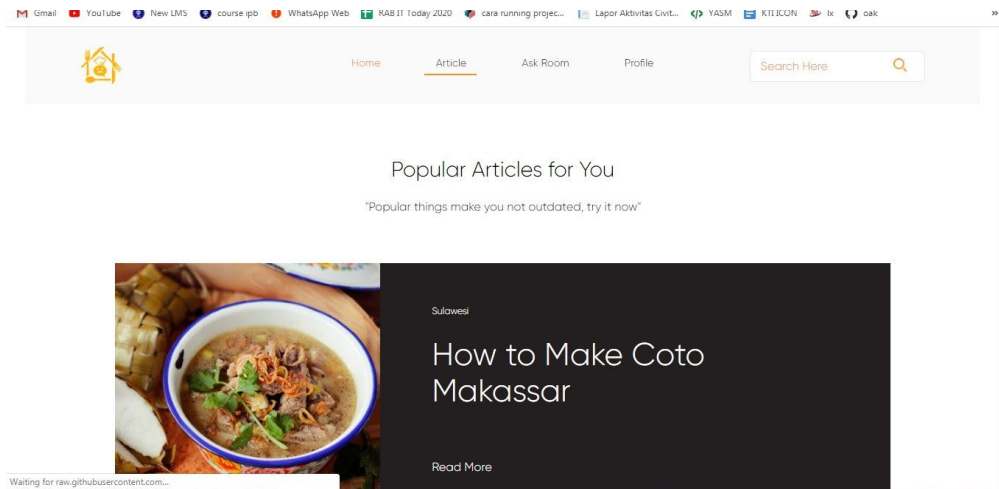 Gmail YouTube New LMS course ipb WhatsApp Web RAB IT Today 2020 cara running projec... Lapor Aktivitas Civit... YASM KTI ICON lx oak »
Home Article Ask Room Profile Search Here
Popular Articles for You
"Popular things make you not outdated, try it now"
Sulawesi
How to Make Coto
Makassar
Read More
Waiting for raw.githubusercontent.com...